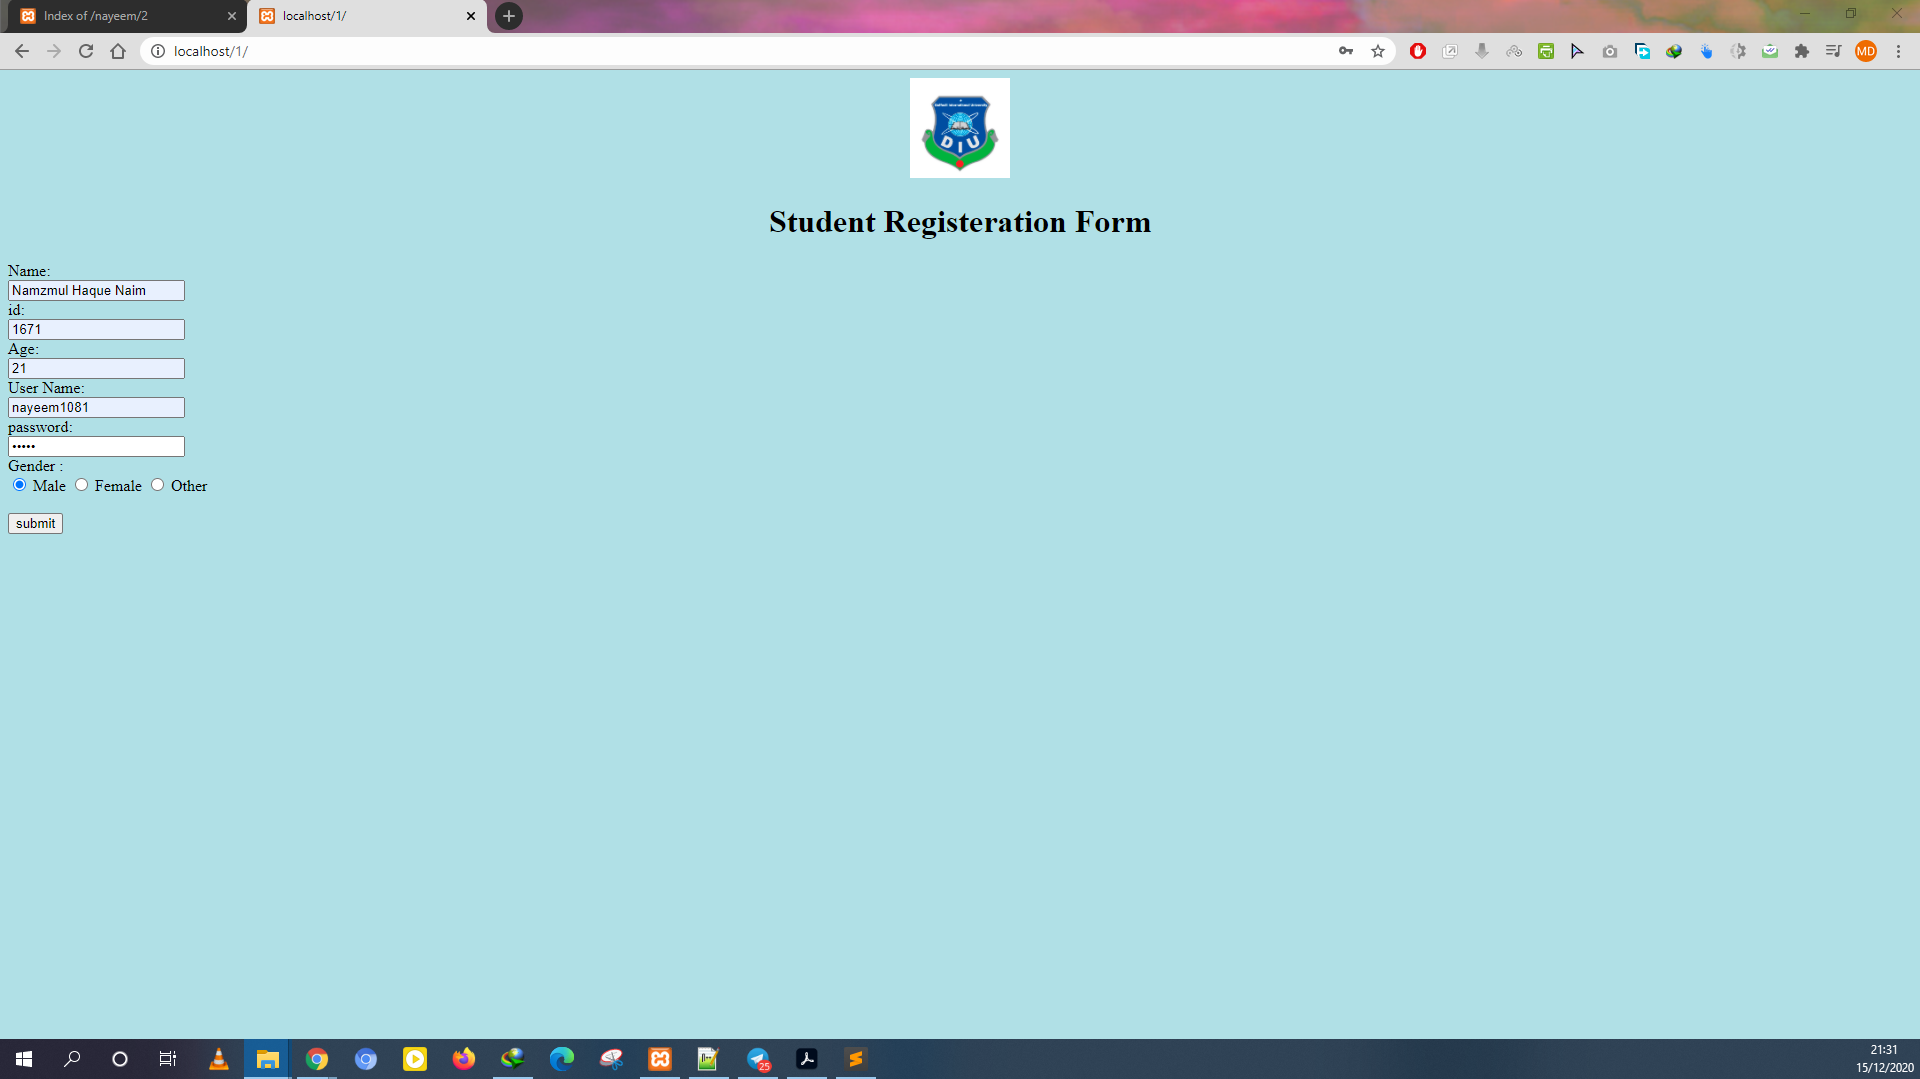 Index of /nayeem/2
localhost/1/
localhost/1/
MD
DIU
Student Registeration Form
Name:
Namzmul Haque Naim
id:
1671
Age:
21
User Name:
nayeem1081
password:
•••••
Gender :
Male Female Other
submit
25
21:31
15/12/2020